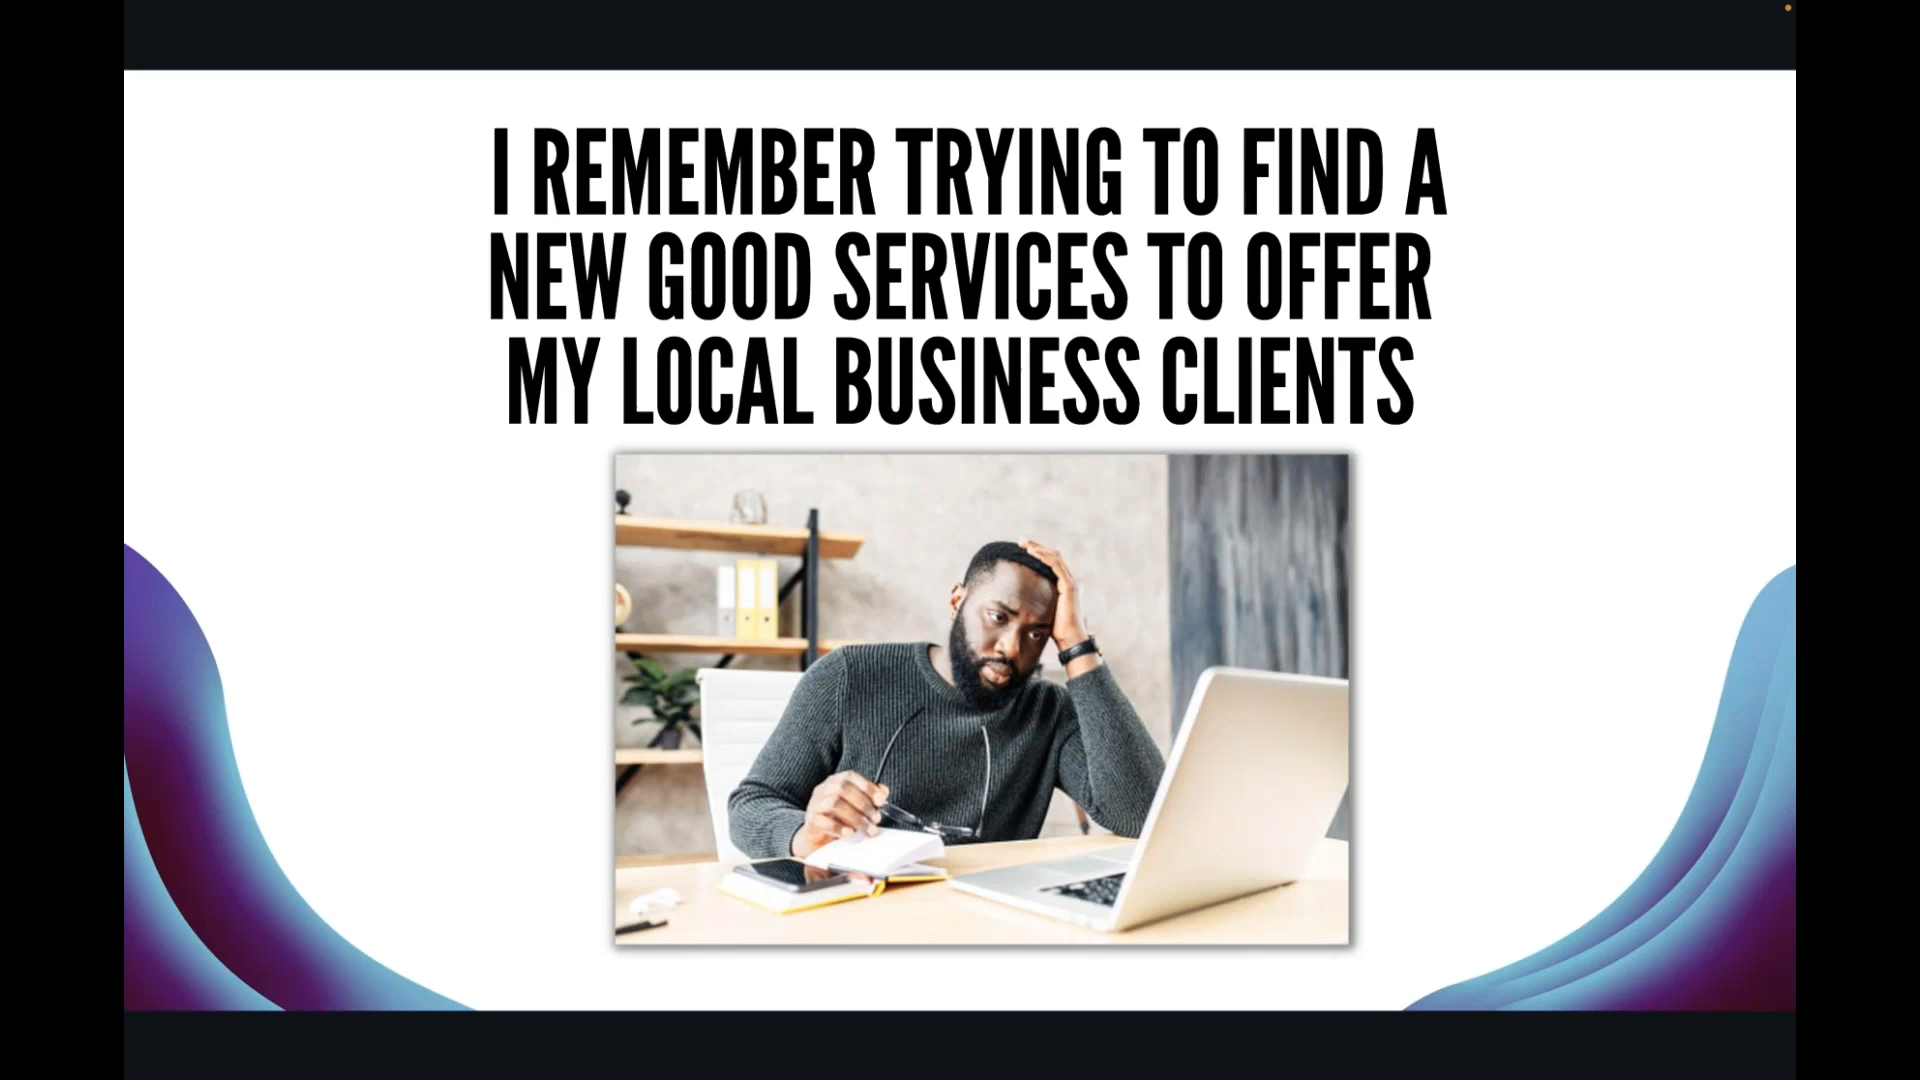 I REMEMBER TRYING TO FIND A
NEW GOOD SERVICES TO OFFER
MY LOCAL BUSINESS CLIENTS